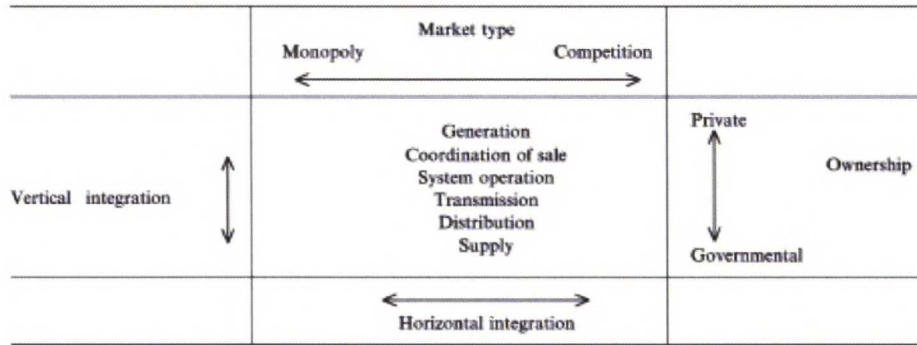 Market type
Monopoly Competition
Generation
Coordination of sale
System operation
Transmission
Distribution
Supply
Vertical integration
Private
Ownership
Governmental
Horizontal integration